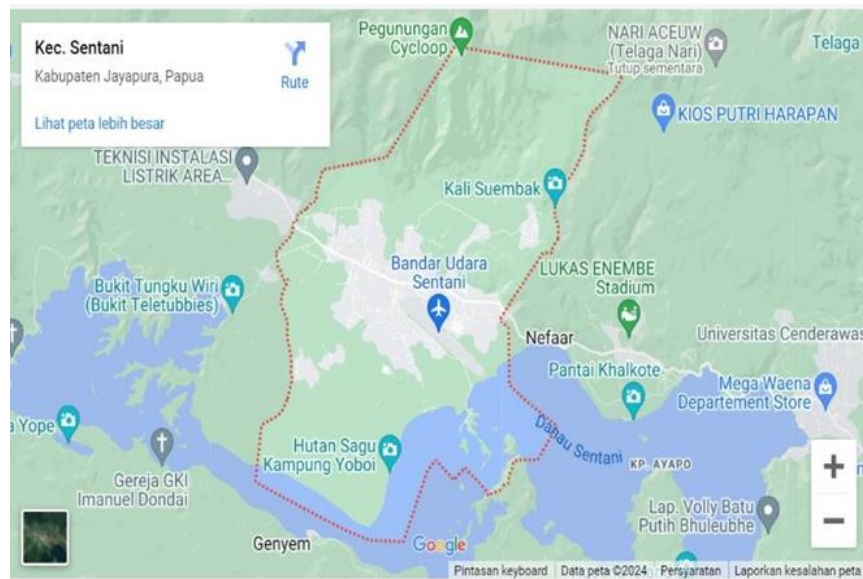 Kec. Sentani
Kabupaten Jayapura, Papua
Rute
Lihat peta lebih besar
Pegunungan
Cycloop
NARI ACEUW
(Telaga Nari)
Tutup sementara
Telaga
KIOS PUTRI HARAPAN
TEKNISI INSTALASI
LISTRIK AREA...
Kali Suembak
Bandar Udara
Sentani
LUKAS ENEMBE
Stadium
Bukit Tungku Wiri
(Bukit Teletubbies)
Nefaar
Universitas Cenderawas
Pantai Khalkote
Mega Waena
Departement Store
a Yope
Danau Sentani
Hutan Sagu
Kampung Yoboi
KP. AYAPO
Gereja GKI
Imanuel Dondai
Lap. Volly Batu
Putih Bhuleubhe
Genyem
Google
Pintasan keyboard
Data peta ©2024
Persyaratan
Laporkan kesalahan peta